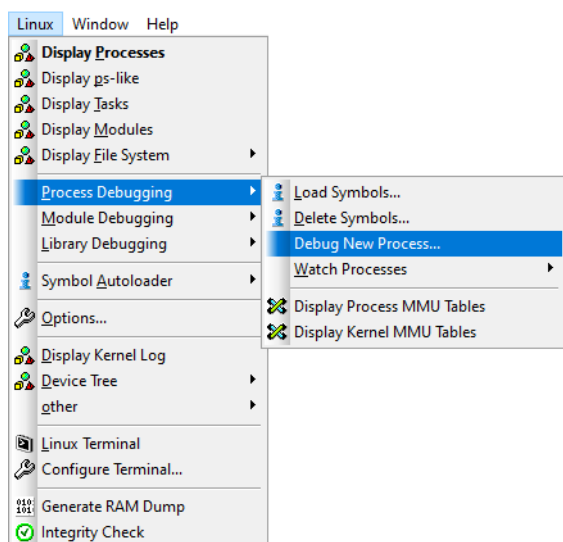 Linux Window Help
Display Processes
Display ps-like
Display Tasks
Display Modules
Display File System
Process Debugging
Module Debugging
Library Debugging
Symbol Autoloader
Options...
Display Kernel Log
Device Tree
other
Linux Terminal
Configure Terminal...
Generate RAM Dump
Integrity Check
Load Symbols...
Delete Symbols...
Debug New Process...
Watch Processes
Display Process MMU Tables
Display Kernel MMU Tables